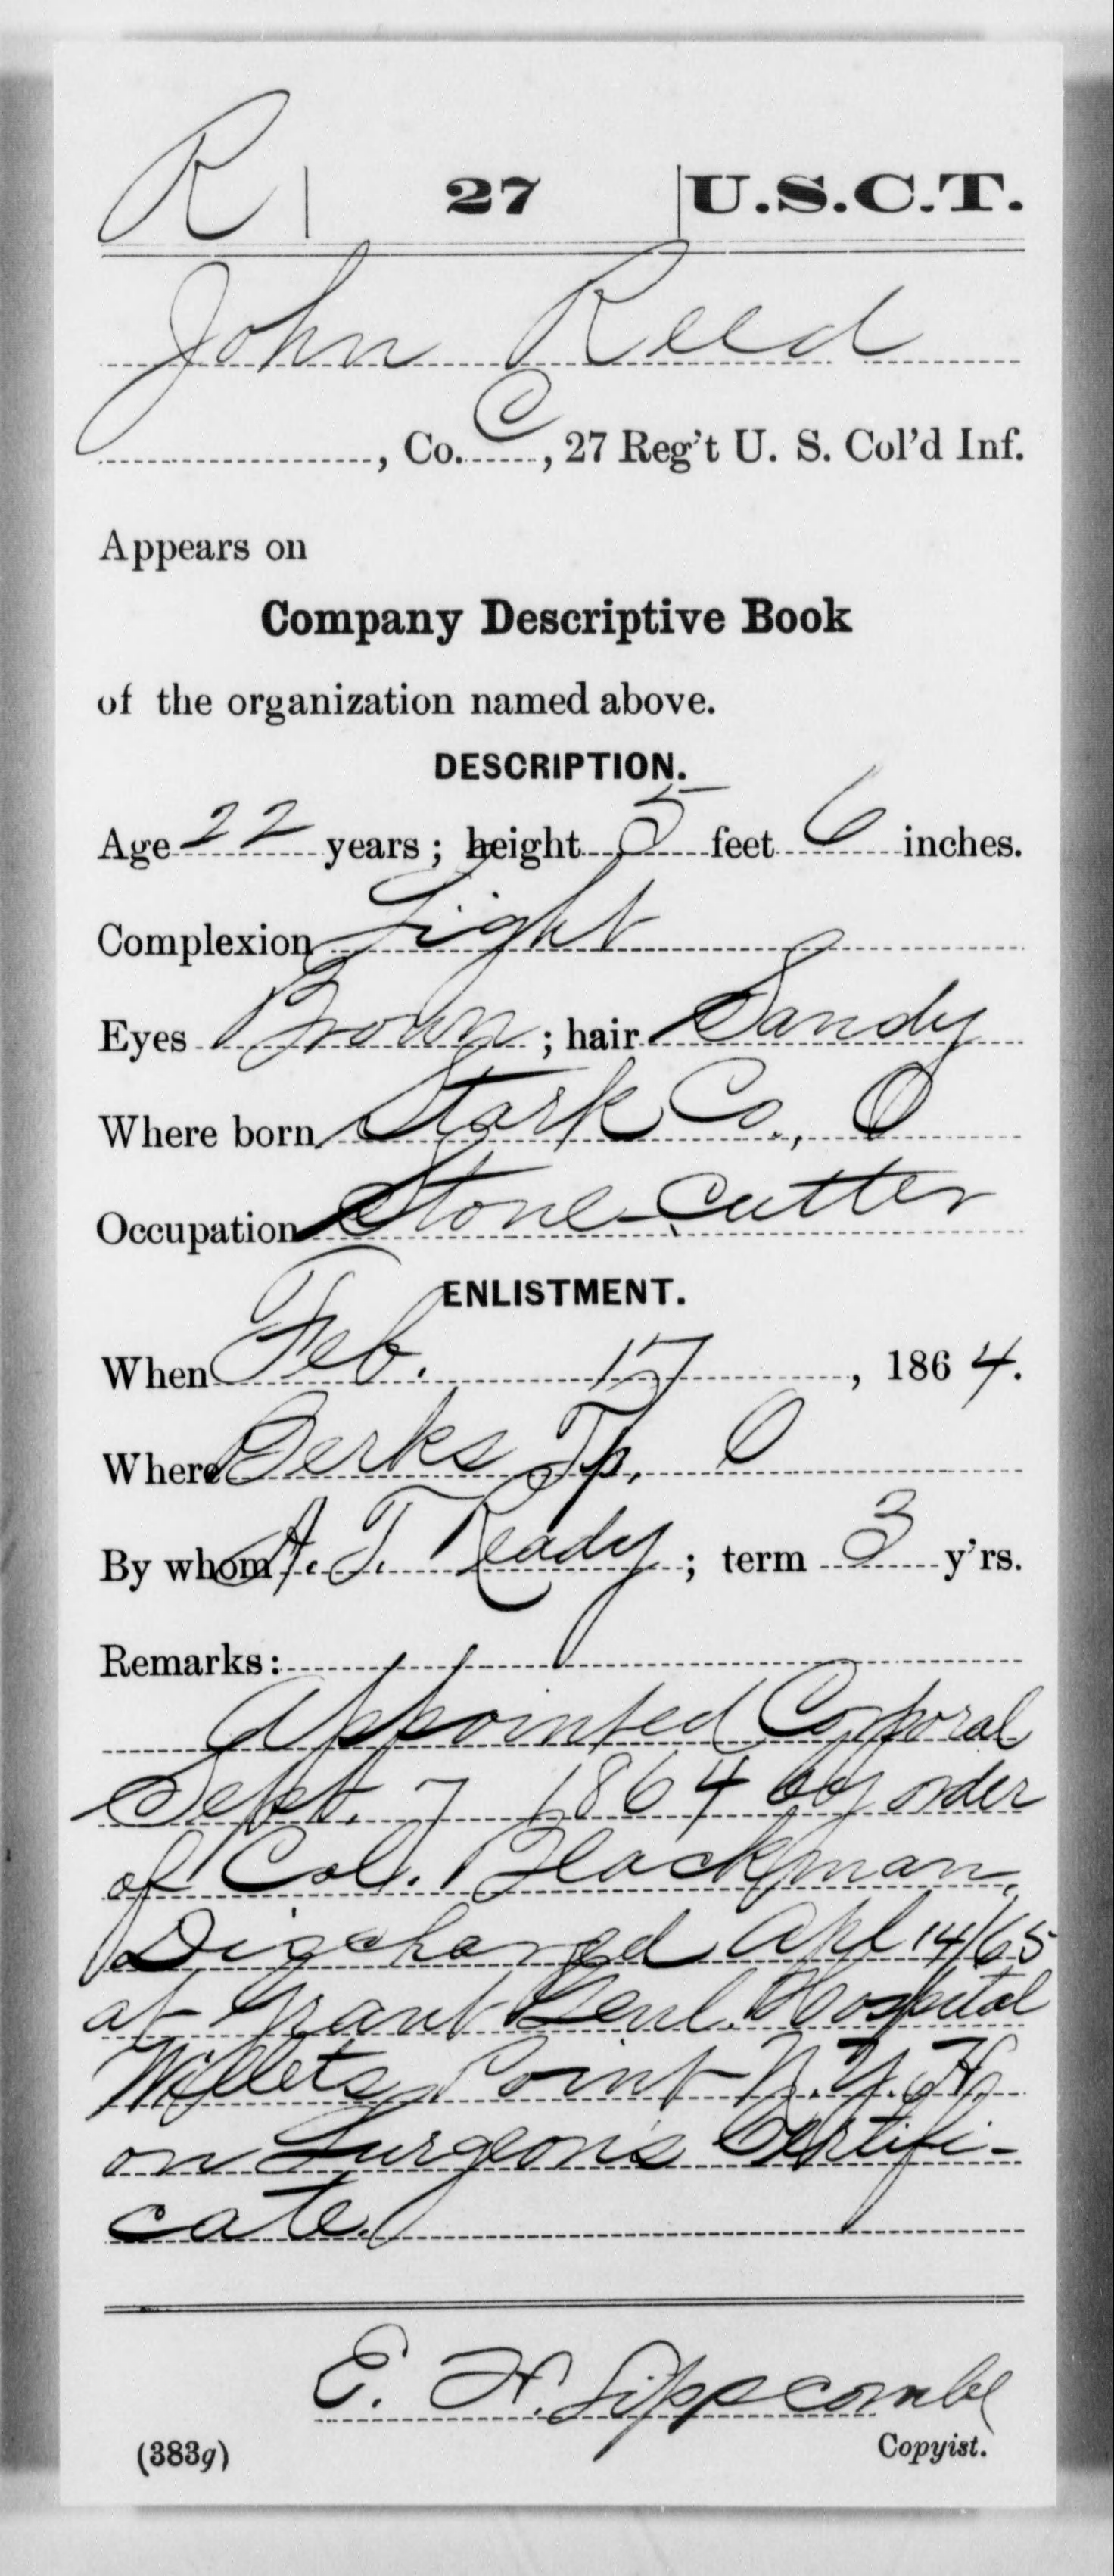 R | 27 | U.S.C.T.
John Reed
, Co. C, 27 Reg't U. S. Col'd Inf.
Appears on
Company Descriptive Book
of the organization named above.
DESCRIPTION.
Age 22 years; height 5 feet 6 inches.
Complexion Light
Eyes Brown; hair Sandy
Where born Stark Co., O
Occupation Stone-Cutter
ENLISTMENT.
When Feb. 17, 1864.
Where Berks Tp. O
By whom A. T. Ready; term 3 y'rs.
Remarks:
Appointed Corporal
Sept. 7 1864 by order
of Col. Blackman.
Discharged Apl 14/65
at Grant Genl. Hospital
Willets Point N.Y.H.
on Surgeon's Certifi-
cate.
E. H. Lippscombe
Copyist.
(383g)